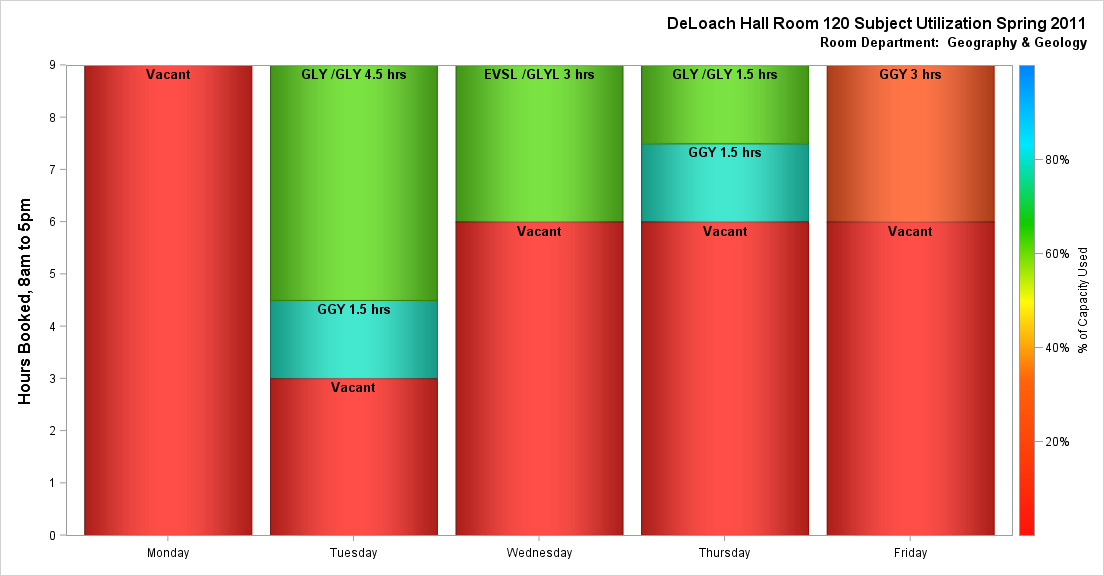 DeLoach Hall Room 120 Subject Utilization Spring 2011
Room Department: Geography & Geology
Hours Booked, 8am to 5pm
9
8
7
6
5
4
3
2
1
0
Vacant
GLY /GLY 4.5 hrs
GGY 1.5 hrs
Vacant
EVSL /GLYL 3 hrs
Vacant
GLY /GLY 1.5 hrs
GGY 1.5 hrs
Vacant
GGY 3 hrs
Vacant
Monday
Tuesday
Wednesday
Thursday
Friday
80%
60%
40%
20%
% of Capacity Used